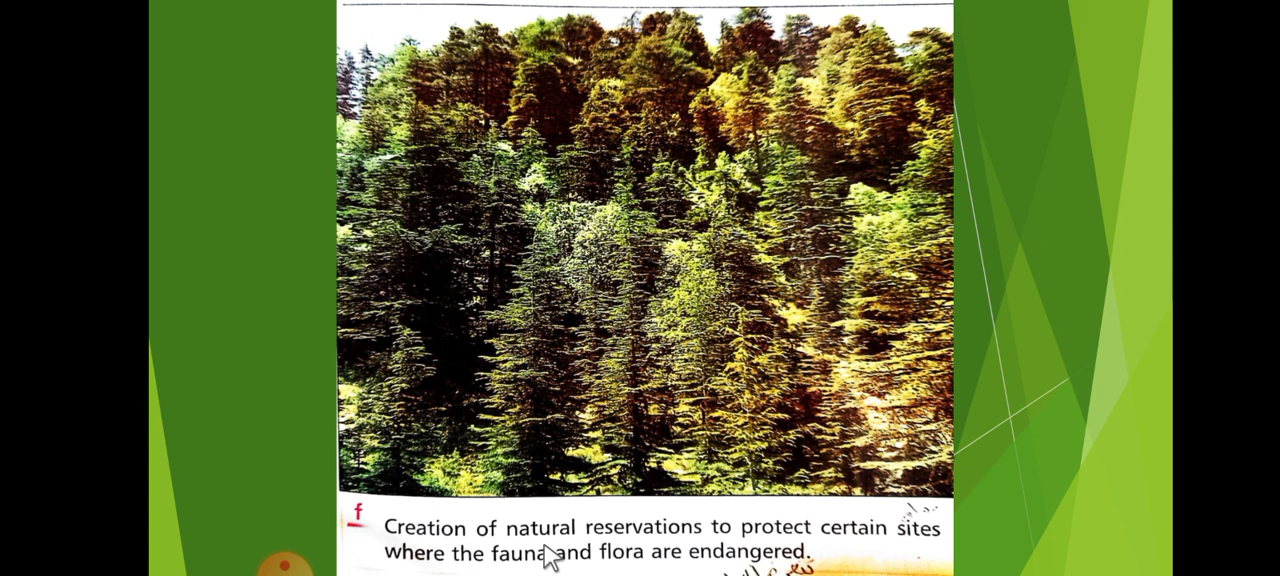 f
Creation of natural reservations to protect certain sites
where the fauna and flora are endangered.